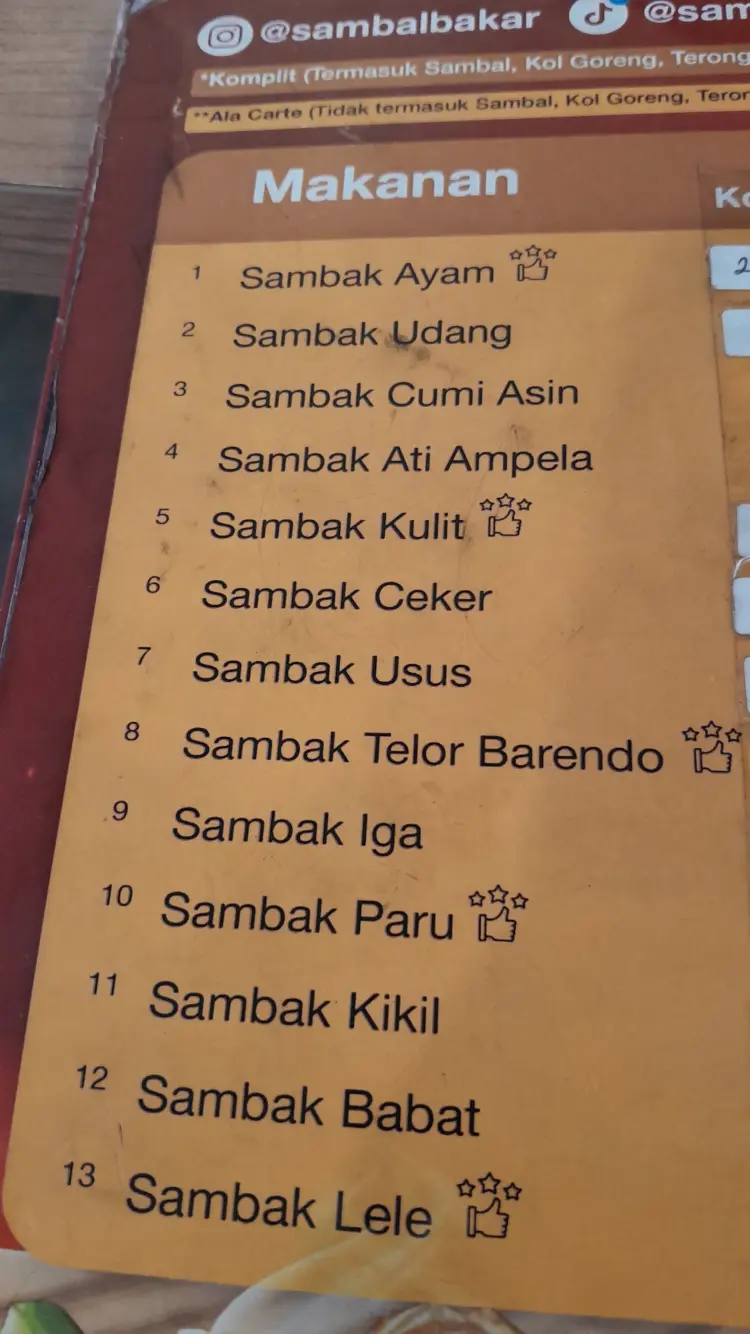 @sambalbakar @sam
*Komplit (Termasuk Sambal, Kol Goreng, Terong
**Ala Carte (Tidak termasuk Sambal, Kol Goreng, Teror
Makanan
1 Sambak Ayam
2 Sambak Udang
3 Sambak Cumi Asin
4 Sambak Ati Ampela
5 Sambak Kulit
6 Sambak Ceker
7 Sambak Usus
8 Sambak Telor Barendo
9 Sambak Iga
10 Sambak Paru
11 Sambak Kikil
12 Sambak Babat
13 Sambak Lele